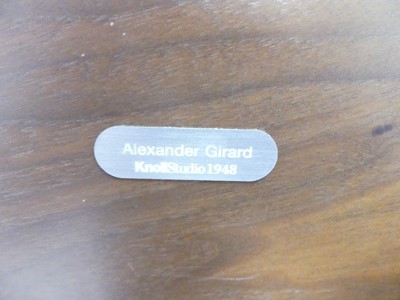 Alexander Girard
KnollStudio 1948